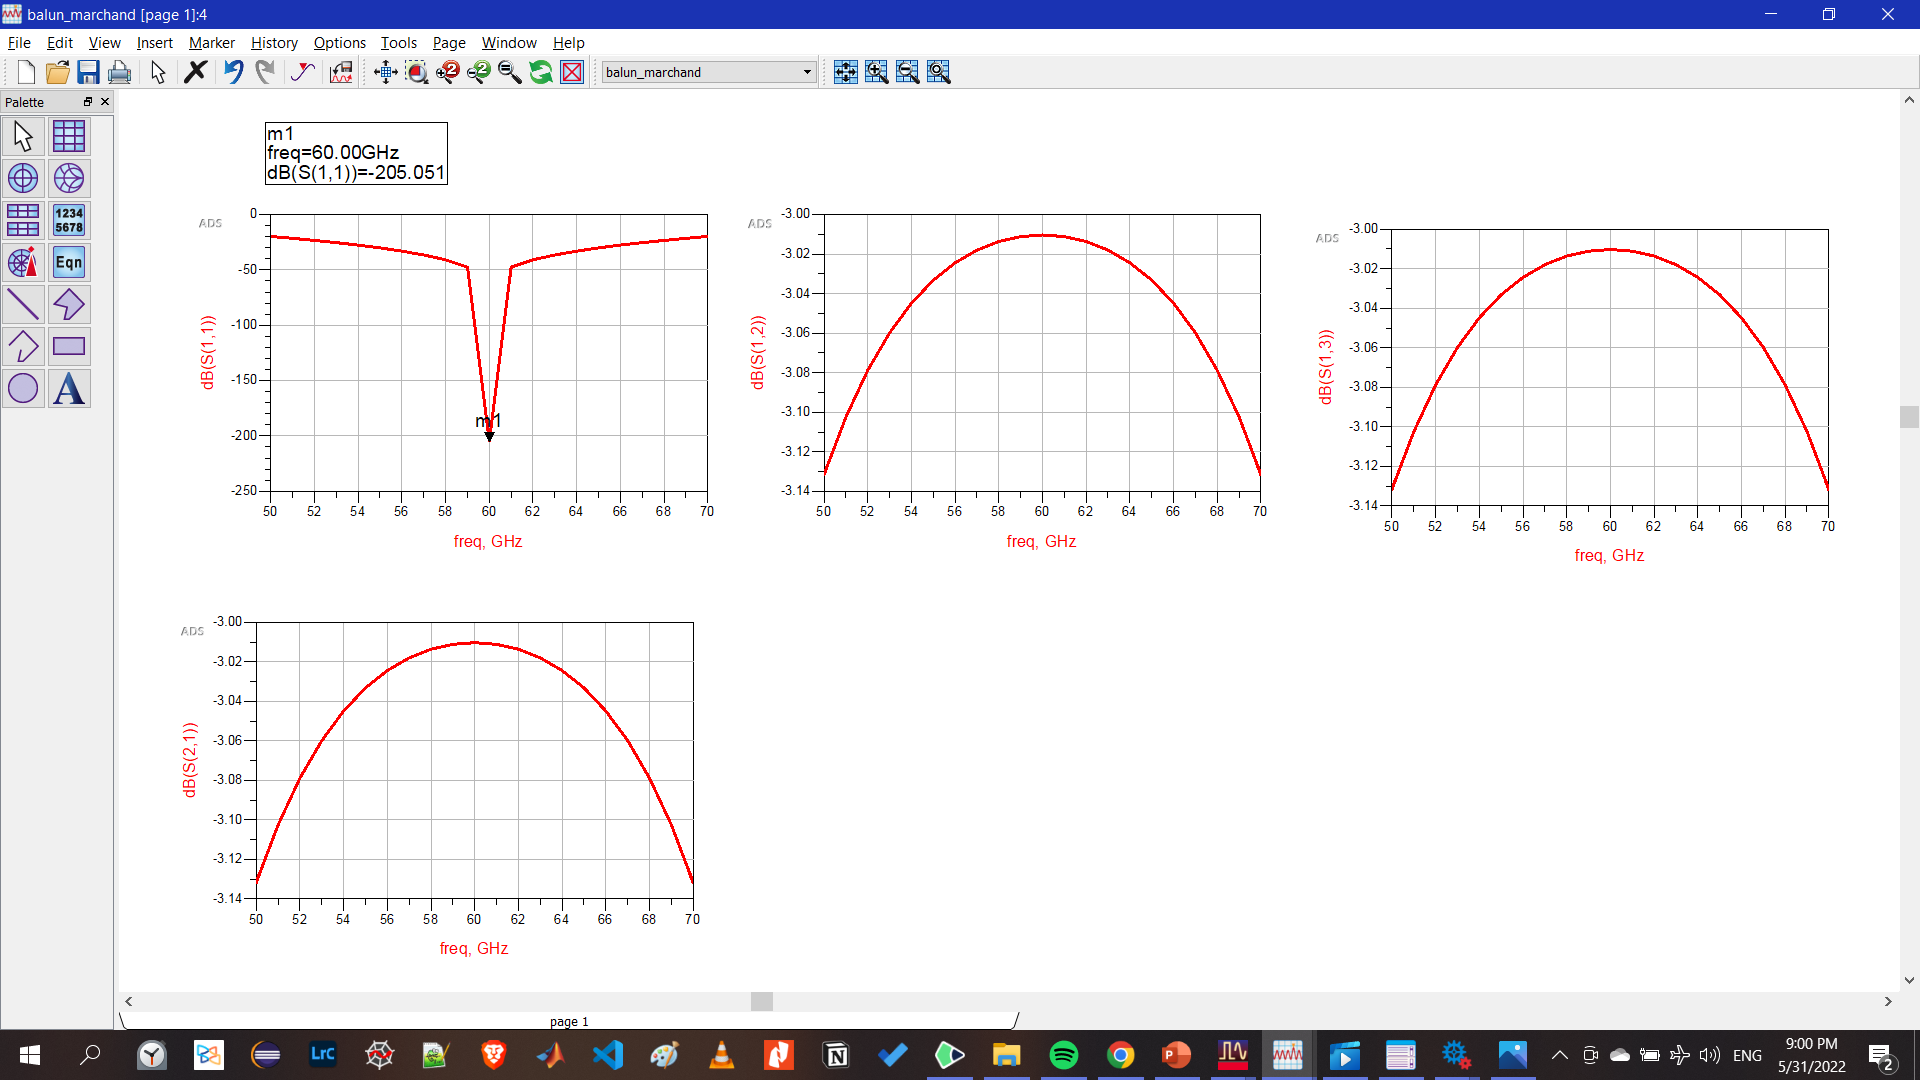 balun_marchand [page 1]:4
File Edit View Insert Marker History Options Tools Page Window Help
balun_marchand
Palette
1234
5678
Eqn
A
m1
freq=60.00GHz
dB(S(1,1))=-205.051
ADS
0
-50
-100
-150
-200
-250
dB(S(1,1))
m1
50 52 54 56 58 60 62 64 66 68 70
freq, GHz
ADS
-3.00
-3.02
-3.04
-3.06
-3.08
-3.10
-3.12
-3.14
dB(S(1,2))
50 52 54 56 58 60 62 64 66 68 70
freq, GHz
ADS
-3.00
-3.02
-3.04
-3.06
-3.08
-3.10
-3.12
-3.14
dB(S(1,3))
50 52 54 56 58 60 62 64 66 68 70
freq, GHz
ADS
-3.00
-3.02
-3.04
-3.06
-3.08
-3.10
-3.12
-3.14
dB(S(2,1))
50 52 54 56 58 60 62 64 66 68 70
freq, GHz
page 1
Lrc
ENG
9:00 PM
5/31/2022
2